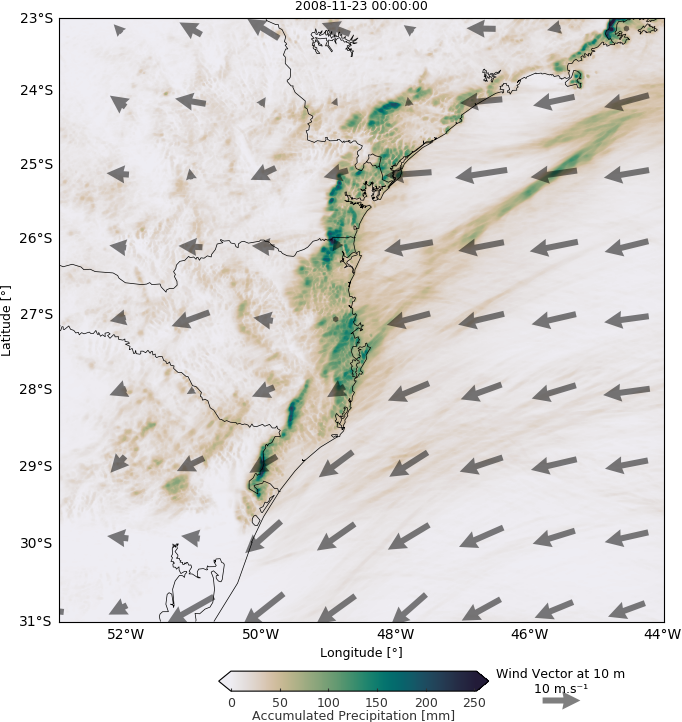 2008-11-23 00:00:00
23°S
24°S
25°S
26°S
27°S
28°S
29°S
30°S
31°S
Latitude [°]
52°W 50°W 48°W 46°W 44°W
Longitude [°]
0 50 100 150 200 250
Accumulated Precipitation [mm]
Wind Vector at 10 m
10 m.s⁻¹